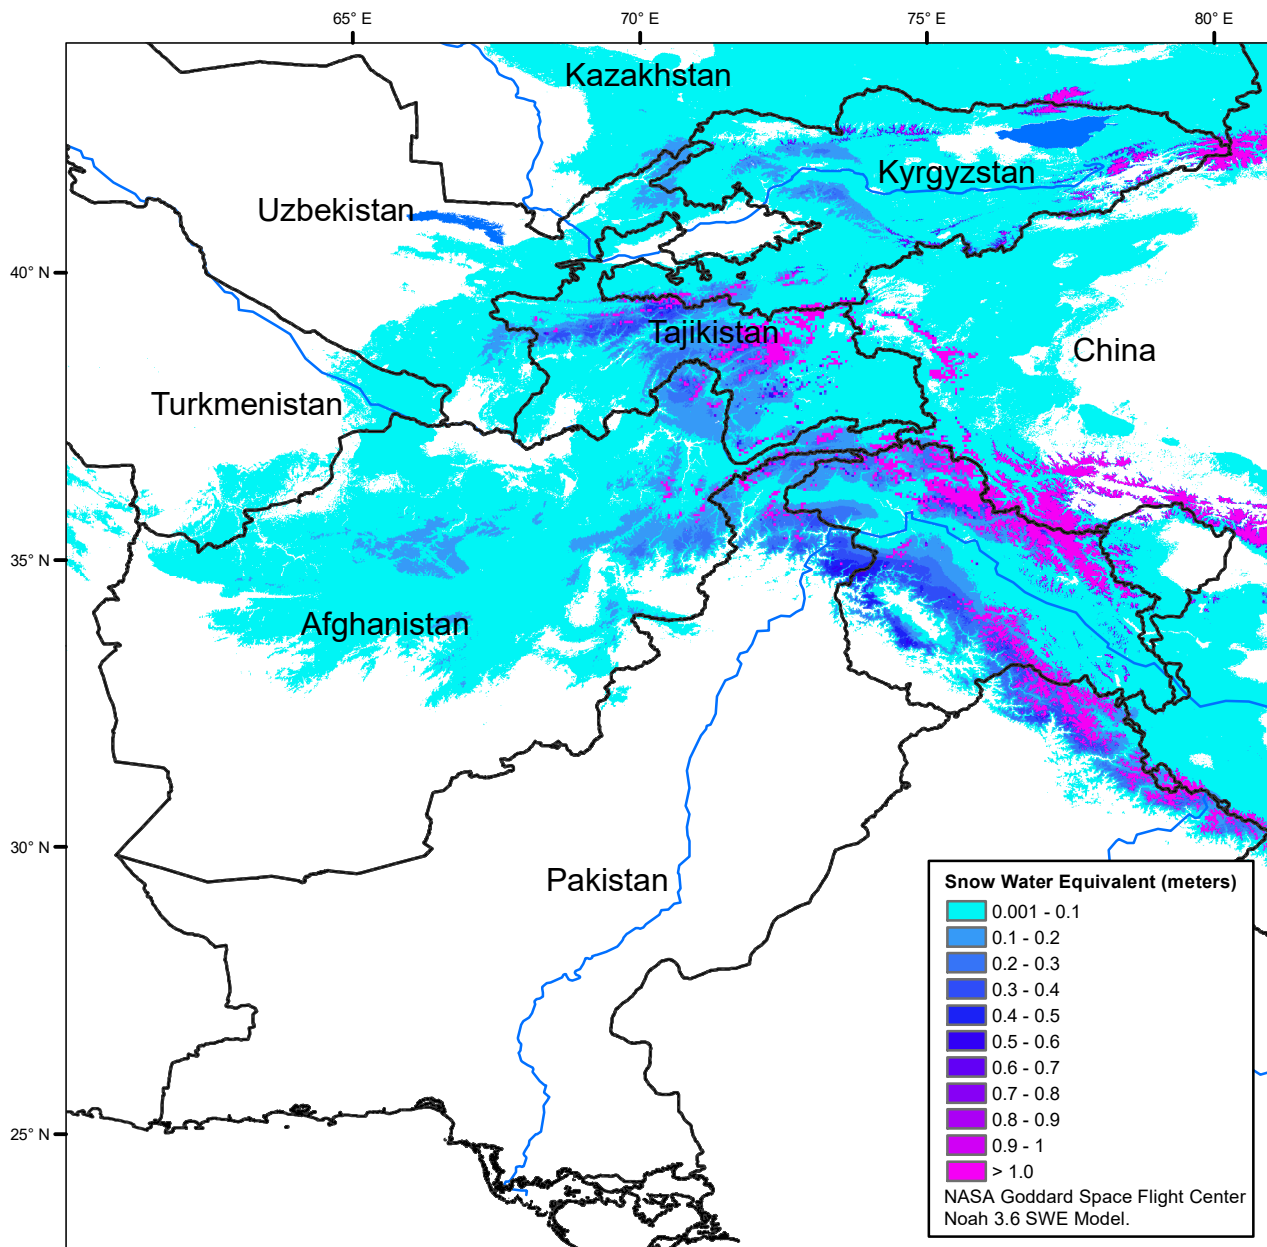 65° E
70° E
75° E
80° E
Kazakhstan
Kyrgyzstan
Uzbekistan
40° N
Tajikistan
China
Turkmenistan
35° N
Afghanistan
30° N
Pakistan
25° N
Snow Water Equivalent (meters)
0.001 - 0.1
0.1 - 0.2
0.2 - 0.3
0.3 - 0.4
0.4 - 0.5
0.5 - 0.6
0.6 - 0.7
0.7 - 0.8
0.8 - 0.9
0.9 - 1
> 1.0
NASA Goddard Space Flight Center
Noah 3.6 SWE Model.